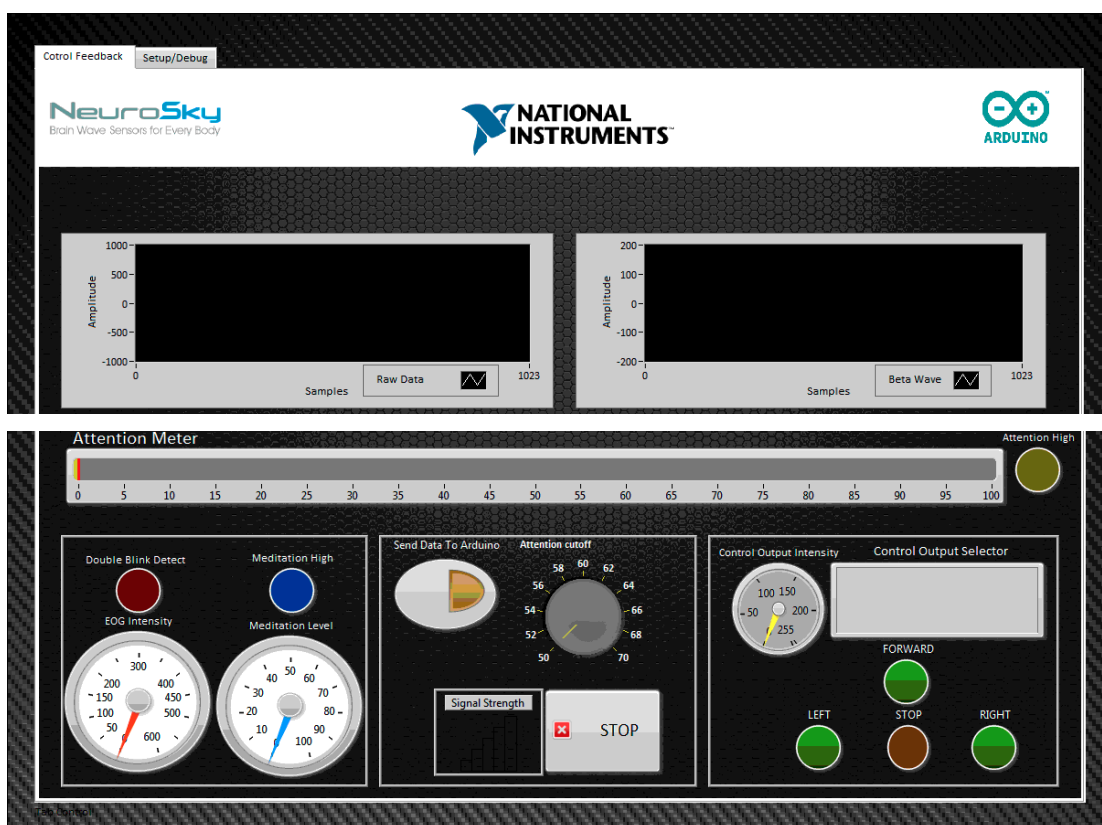 Cotrol Feedback
Setup/Debug
NeuroSky
Brain Wave Sensors for Every Body
NATIONAL
INSTRUMENTS™
ARDUINO
1000
500
0
-500
-1000
Amplitude
0
1023
Samples
Raw Data
200
100
0
-100
-200
Amplitude
0
1023
Samples
Beta Wave
Attention Meter
Attention High
0 5 10 15 20 25 30 35 40 45 50 55 60 65 70 75 80 85 90 95 100
Double Blink Detect
Meditation High
EOG Intensity
0 50 100 150 200 300 400 450 500 600
Meditation Level
0 10 20 30 40 50 60 70 80 90 100
Send Data To Arduino
Attention cutoff
50 52 54 56 58 60 62 64 66 68 70
Signal Strength
STOP
Control Output Intensity
0 50 100 150 200 255
Control Output Selector
FORWARD
LEFT
STOP
RIGHT
Tab Control